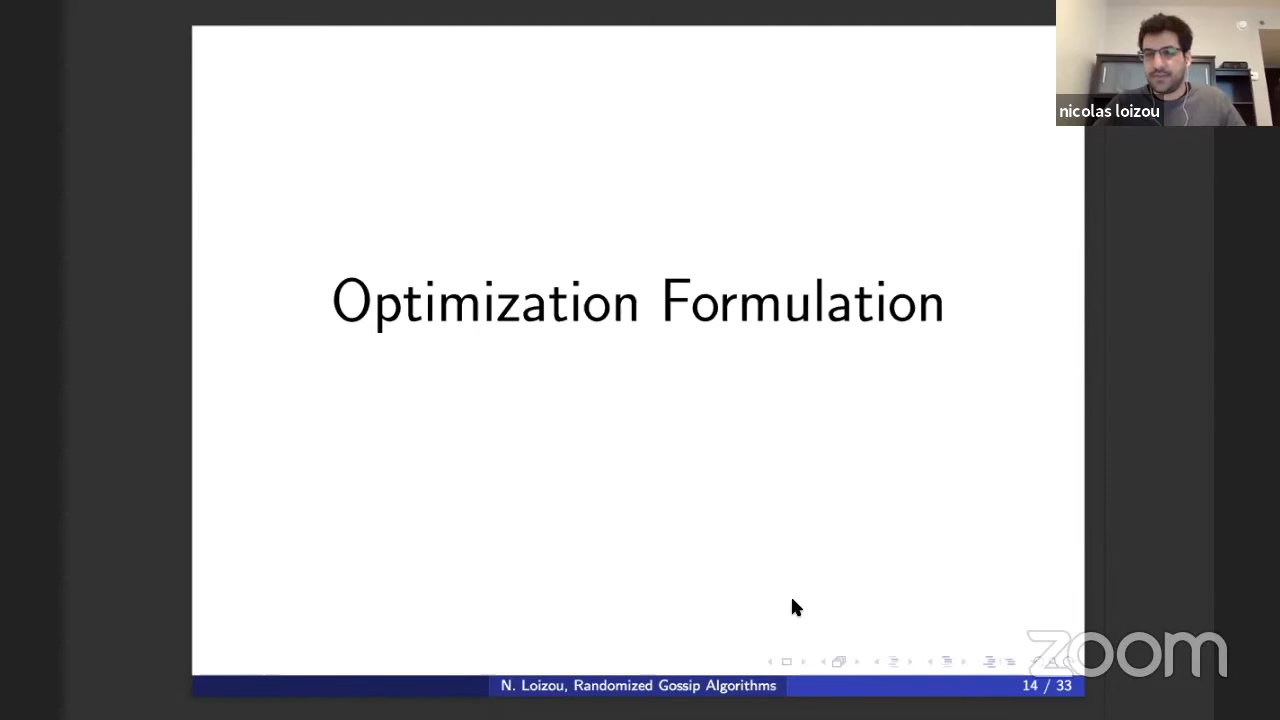 nicolas loizou
Optimization Formulation
zoom
N. Loizou, Randomized Gossip Algorithms
14 / 33